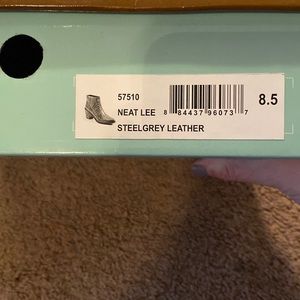 57510
NEAT LEE
STEELGREY LEATHER
8 84437 96073 7
8.5